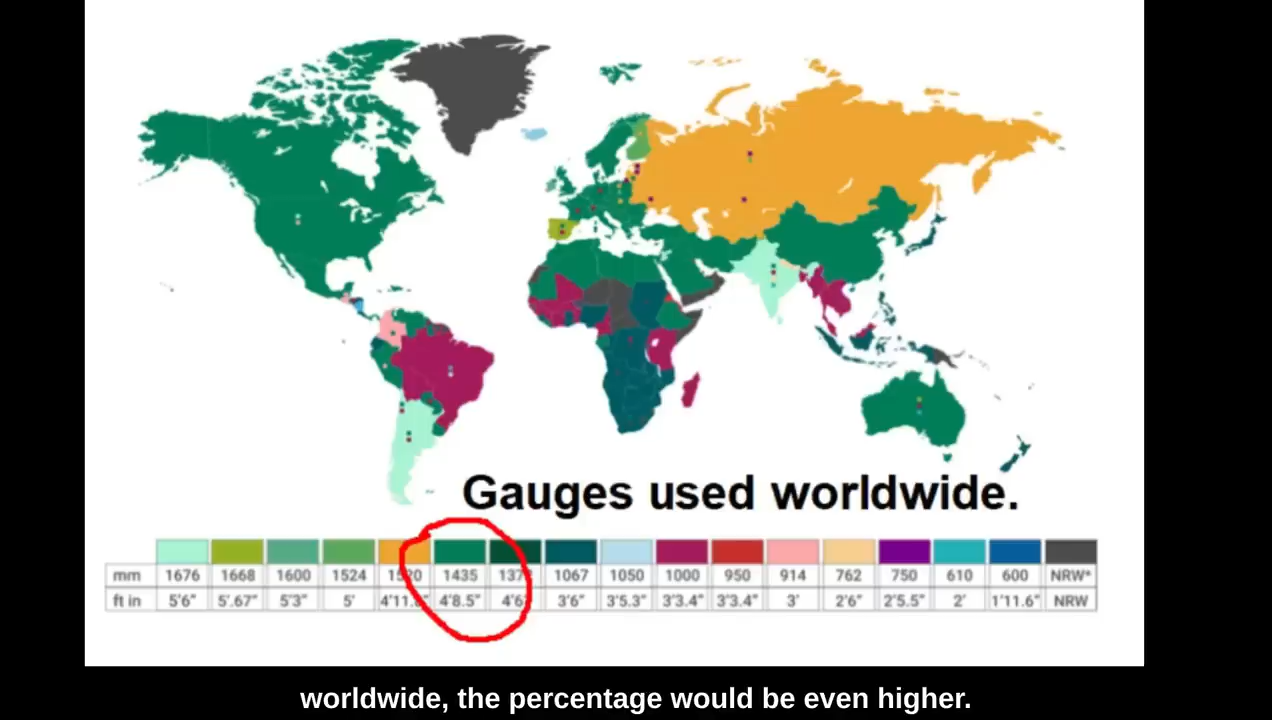 Gauges used worldwide.
mm 1676 1668 1600 1524 1520 1435 1372 1067 1050 1000 950 914 762 750 610 600 NRW*
ft in 5'6" 5'.67" 5'3" 5' 4'8.5" 3'6" 3'5.3" 3'3.4" 3'3.4" 3' 2'6" 2'5.5" 2' 1'11.6" NRW
worldwide, the percentage would be even higher.